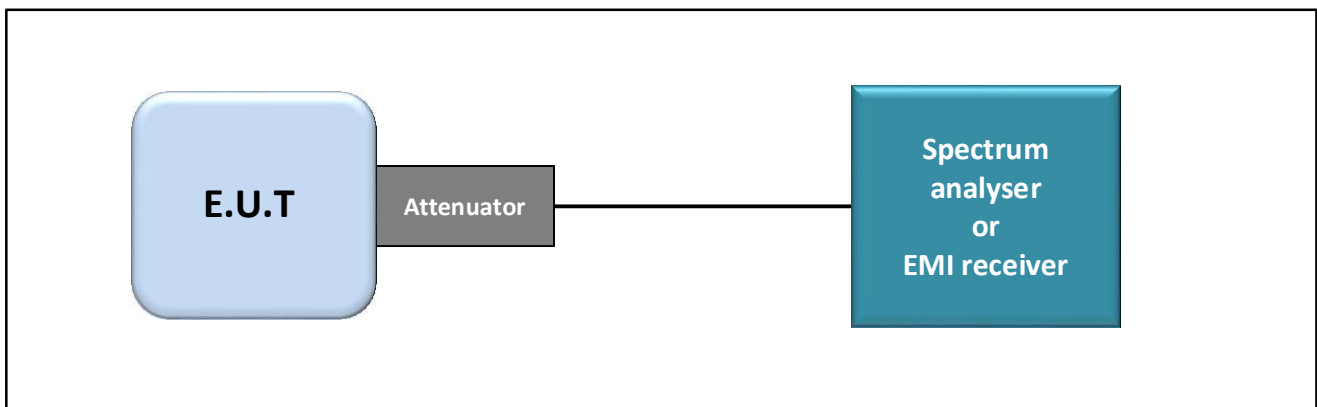 E.U.T
Attenuator
Spectrum
analyser
or
EMI receiver